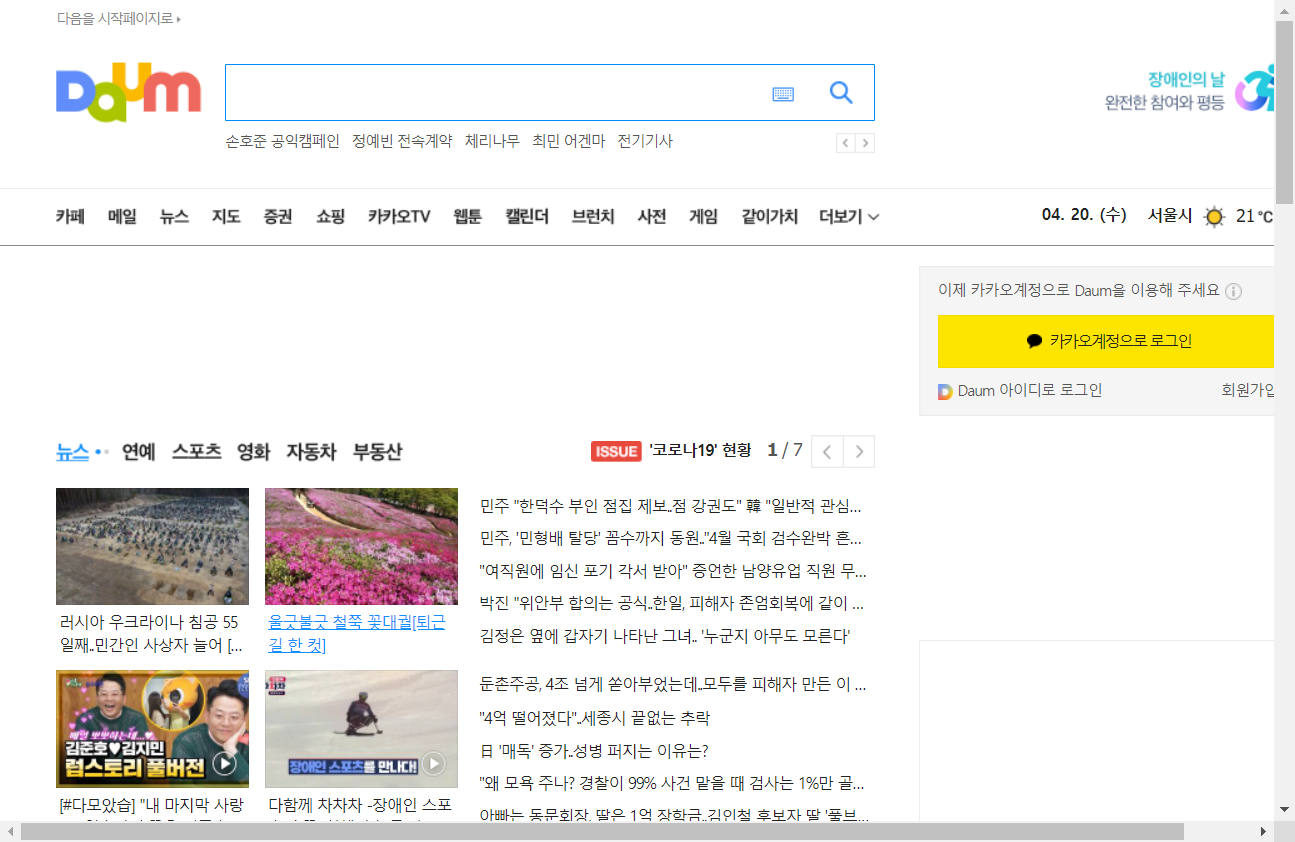 다음을 시작페이지로
Daum
장애인의 날
완전한 참여와 평등
손호준 공익캠페인 정예빈 전속계약 체리나무 최민 어겐마 전기기사
카페 메일 뉴스 지도 증권 쇼핑 카카오TV 웹툰 캘린더 브런치 사전 게임 같이가치 더보기
04. 20. (수) 서울시 21℃
이제 카카오계정으로 Daum을 이용해 주세요
카카오계정으로 로그인
Daum 아이디로 로그인 회원가입
뉴스 연예 스포츠 영화 자동차 부동산
ISSUE '코로나19' 현황 1 / 7
러시아 우크라이나 침공 55
일째..민간인 사상자 늘어 [...
울긋불긋 철쭉 꽃대궐[퇴근
길 한 컷]
김준호♥김지민
럽스토리 풀버전
장애인 스포츠를 만나다!
[#다모았습] "내 마지막 사랑
다함께 차차차 -장애인 스포
민주 "한덕수 부인 점집 제보..점 강권도" 韓 "일반적 관심...
민주, '민형배 탈당' 꼼수까지 동원.."4월 국회 검수완박 흔...
"여직원에 임신 포기 각서 받아" 증언한 남양유업 직원 무...
박진 "위안부 합의는 공식..한일, 피해자 존엄회복에 같이 ...
김정은 옆에 갑자기 나타난 그녀.. '누군지 아무도 모른다'
둔촌주공, 4조 넘게 쏟아부었는데..모두를 피해자 만든 이 ...
"4억 떨어졌다"..세종시 끝없는 추락
日 '매독' 증가..성병 퍼지는 이유는?
"왜 모욕 주나? 경찰이 99% 사건 맡을 때 검사는 1%만 골...
아빠는 동문회장, 딸은 1억 장학금..김인철 후보자 딸 '풀브...